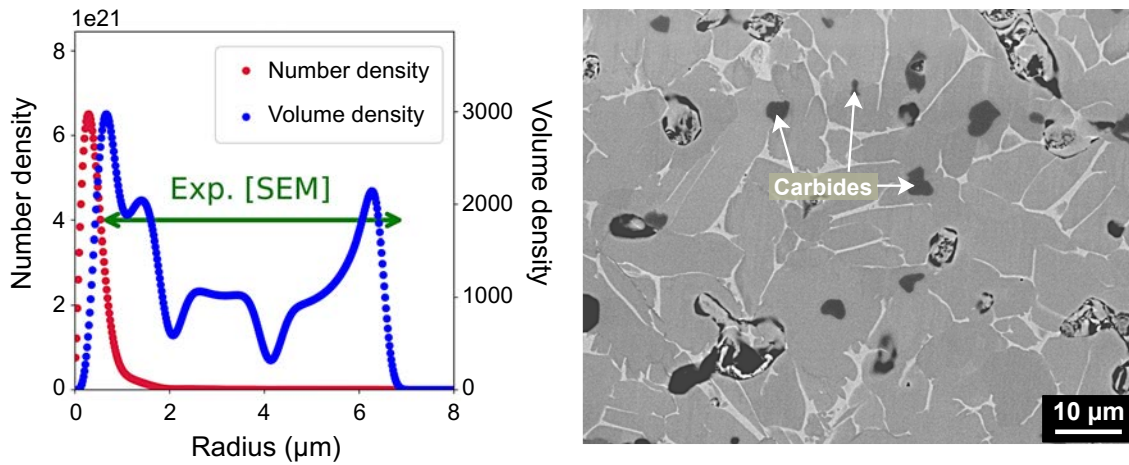 1e21
8
6
4
2
0
Number density
Number density
Volume density
Exp. [SEM]
3000
2000
1000
0
Volume density
0
2
4
6
8
Radius (μm)
Carbides
10 μm